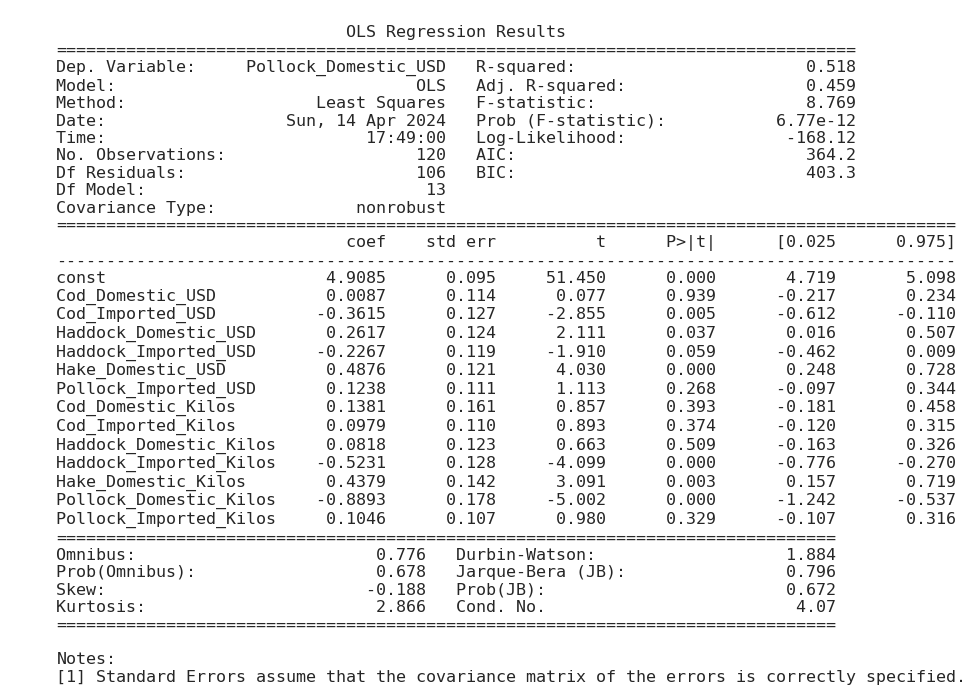 OLS Regression Results
================================================================================
Dep. Variable:     Pollock_Domestic_USD   R-squared:                       0.518
Model:                              OLS   Adj. R-squared:                  0.459
Method:                   Least Squares   F-statistic:                     8.769
Date:                  Sun, 14 Apr 2024   Prob (F-statistic):           6.77e-12
Time:                          17:49:00   Log-Likelihood:                -168.12
No. Observations:                   120   AIC:                             364.2
Df Residuals:                       106   BIC:                             403.3
Df Model:                            13
Covariance Type:              nonrobust
==========================================================================================
                             coef    std err          t      P>|t|      [0.025      0.975]
------------------------------------------------------------------------------------------
const                      4.9085      0.095     51.450      0.000       4.719       5.098
Cod_Domestic_USD           0.0087      0.114      0.077      0.939      -0.217       0.234
Cod_Imported_USD          -0.3615      0.127     -2.855      0.005      -0.612      -0.110
Haddock_Domestic_USD       0.2617      0.124      2.111      0.037       0.016       0.507
Haddock_Imported_USD      -0.2267      0.119     -1.910      0.059      -0.462       0.009
Hake_Domestic_USD          0.4876      0.121      4.030      0.000       0.248       0.728
Pollock_Imported_USD       0.1238      0.111      1.113      0.268      -0.097       0.344
Cod_Domestic_Kilos         0.1381      0.161      0.857      0.393      -0.181       0.458
Cod_Imported_Kilos         0.0979      0.110      0.893      0.374      -0.120       0.315
Haddock_Domestic_Kilos     0.0818      0.123      0.663      0.509      -0.163       0.326
Haddock_Imported_Kilos    -0.5231      0.128     -4.099      0.000      -0.776      -0.270
Hake_Domestic_Kilos        0.4379      0.142      3.091      0.003       0.157       0.719
Pollock_Domestic_Kilos    -0.8893      0.178     -5.002      0.000      -1.242      -0.537
Pollock_Imported_Kilos     0.1046      0.107      0.980      0.329      -0.107       0.316
==============================================================================
Omnibus:                        0.776   Durbin-Watson:                   1.884
Prob(Omnibus):                  0.678   Jarque-Bera (JB):                0.796
Skew:                          -0.188   Prob(JB):                        0.672
Kurtosis:                       2.866   Cond. No.                         4.07
==============================================================================
Notes:
[1] Standard Errors assume that the covariance matrix of the errors is correctly specified.